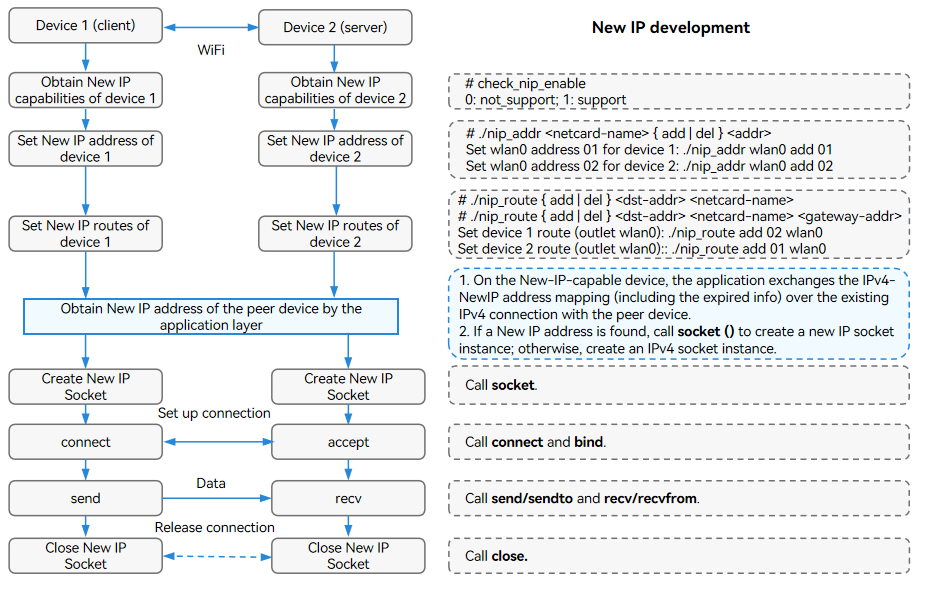 New IP development
Device 1 (client)
Device 2 (server)
WiFi
Obtain New IP
capabilities of device 1
Obtain New IP
capabilities of device 2
# check_nip_enable
0: not_support; 1: support
Set New IP address of
device 1
Set New IP address of
device 2
# ./nip_addr <netcard-name> { add | del } <addr>
Set wlan0 address 01 for device 1: ./nip_addr wlan0 add 01
Set wlan0 address 02 for device 2: ./nip_addr wlan0 add 02
Set New IP routes of
device 1
Set New IP routes of
device 2
# ./nip_route { add | del } <dst-addr> <netcard-name>
# ./nip_route { add | del } <dst-addr> <netcard-name> <gateway-addr>
Set device 1 route (outlet wlan0): ./nip_route add 02 wlan0
Set device 2 route (outlet wlan0):: ./nip_route add 01 wlan0
Obtain New IP address of the peer device by the
application layer
1. On the New-IP-capable device, the application exchanges the IPv4-
NewIP address mapping (including the expired info) over the existing
IPv4 connection with the peer device.
2. If a New IP address is found, call socket () to create a new IP socket
instance; otherwise, create an IPv4 socket instance.
Create New IP
Socket
Create New IP
Socket
Call socket.
Set up connection
connect
accept
Call connect and bind.
Data
send
recv
Call send/sendto and recv/recvfrom.
Release connection
Close New IP
Socket
Close New IP
Socket
Call close.